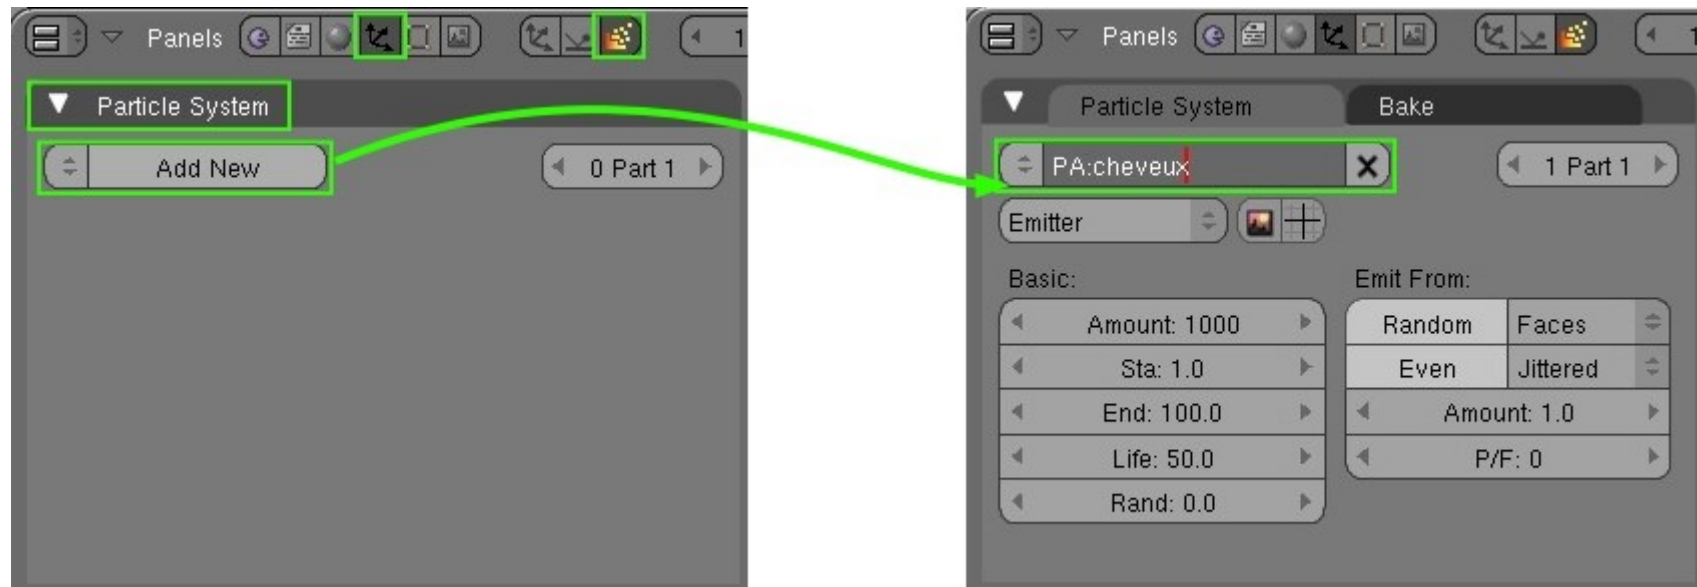 Panels
1
Particle System
Add New
0 Part 1
Panels
1
Particle System
Bake
PA:cheveux
1 Part 1
Emitter
Basic:
Emit From:
Amount: 1000
Random
Faces
Sta: 1.0
Even
Jittered
End: 100.0
Amount: 1.0
Life: 50.0
P/F: 0
Rand: 0.0